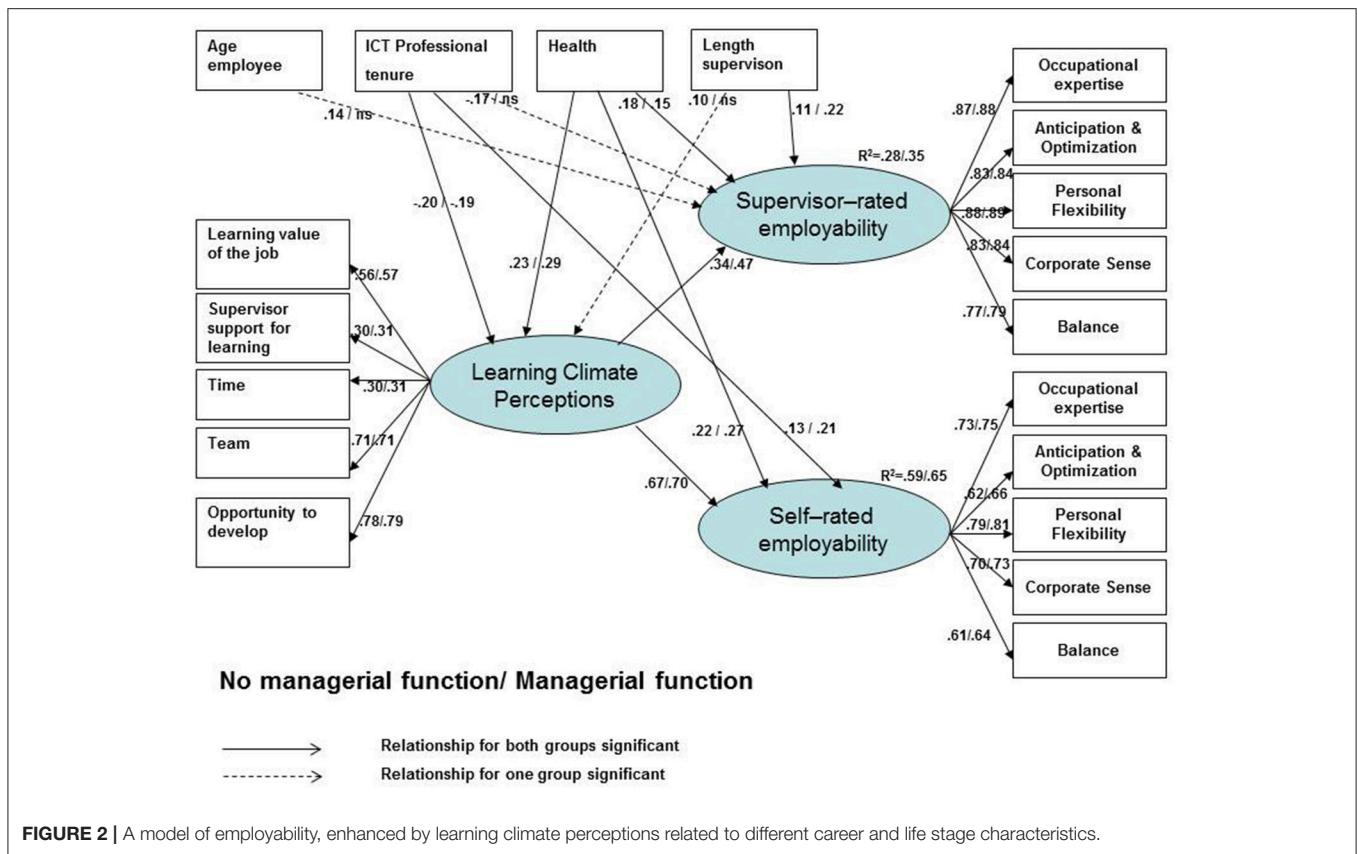 Age
employee
ICT Professional
tenure
Health
Length
supervison
.14 / ns
-.17 / ns
.18 / .15
.10 / ns
.11 / .22
R²=.28/.35
Supervisor–rated
employability
.87/.88
.83/.84
.88/.89
.83/.84
.77/.79
Occupational
expertise
Anticipation &
Optimization
Personal
Flexibility
Corporate Sense
Balance
-.20 / -.19
.23 / .29
.34/.47
Learning value
of the job
Supervisor
support for
learning
Time
Team
Opportunity to
develop
.56/.57
.30/.31
.30/.31
.71/.71
.78/.79
Learning Climate
Perceptions
.22 / .27
.13 / .21
.67/.70
R²=.59/.65
Self–rated
employability
.73/.75
.62/.66
.79/.81
.70/.73
.61/.64
Occupational
expertise
Anticipation &
Optimization
Personal
Flexibility
Corporate Sense
Balance
No managerial function/ Managerial function
Relationship for both groups significant
Relationship for one group significant
FIGURE 2 | A model of employability, enhanced by learning climate perceptions related to different career and life stage characteristics.